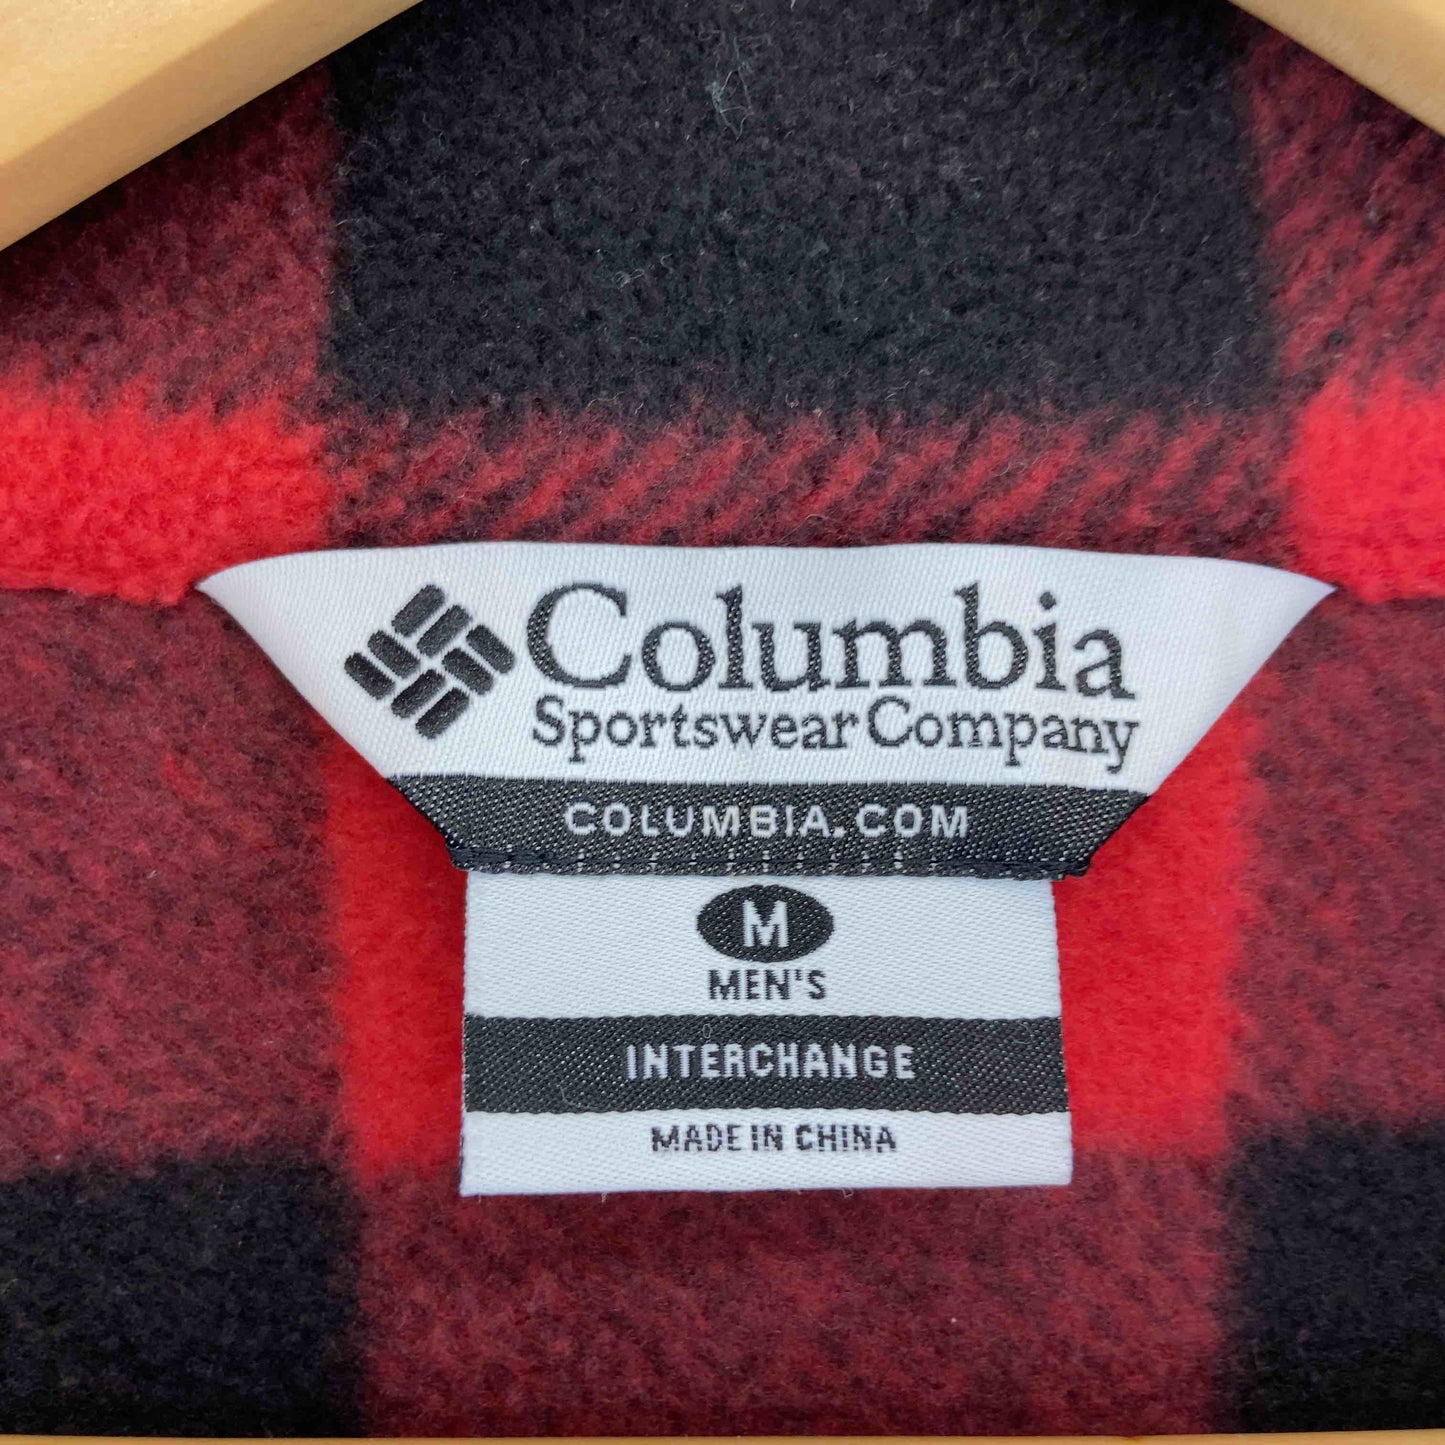 Columbia
Sportswear Company
COLUMBIA.COM
M
MEN'S
INTERCHANGE
MADE IN CHINA